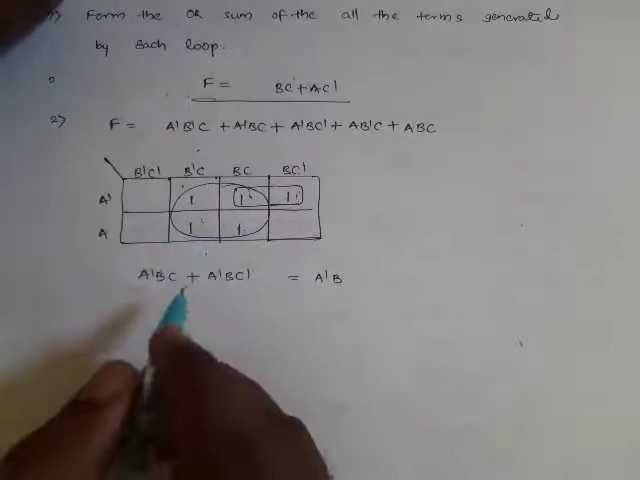 Form the OR sum of the all the terms generated
by each loop.
F = BC + AC'
2) F = A'B'C + A'BC + A'BC' + AB'C + ABC
B'C' B'C BC BC'
A' 1 1 1
A 1 1
A'BC + A'BC' = A'B